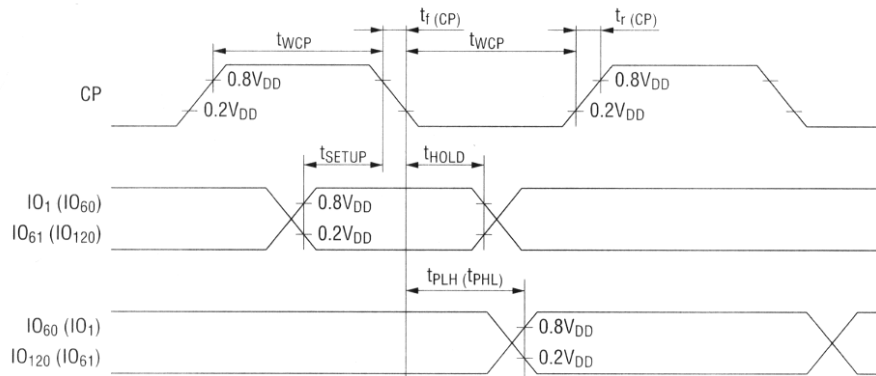 tf (CP) tr (CP)
tWCP tWCP
CP 0.8VDD 0.8VDD
0.2VDD 0.2VDD
tSETUP tHOLD
IO1 (IO60) 0.8VDD
IO61 (IO120) 0.2VDD
tPLH (tPHL)
IO60 (IO1) 0.8VDD
IO120 (IO61) 0.2VDD